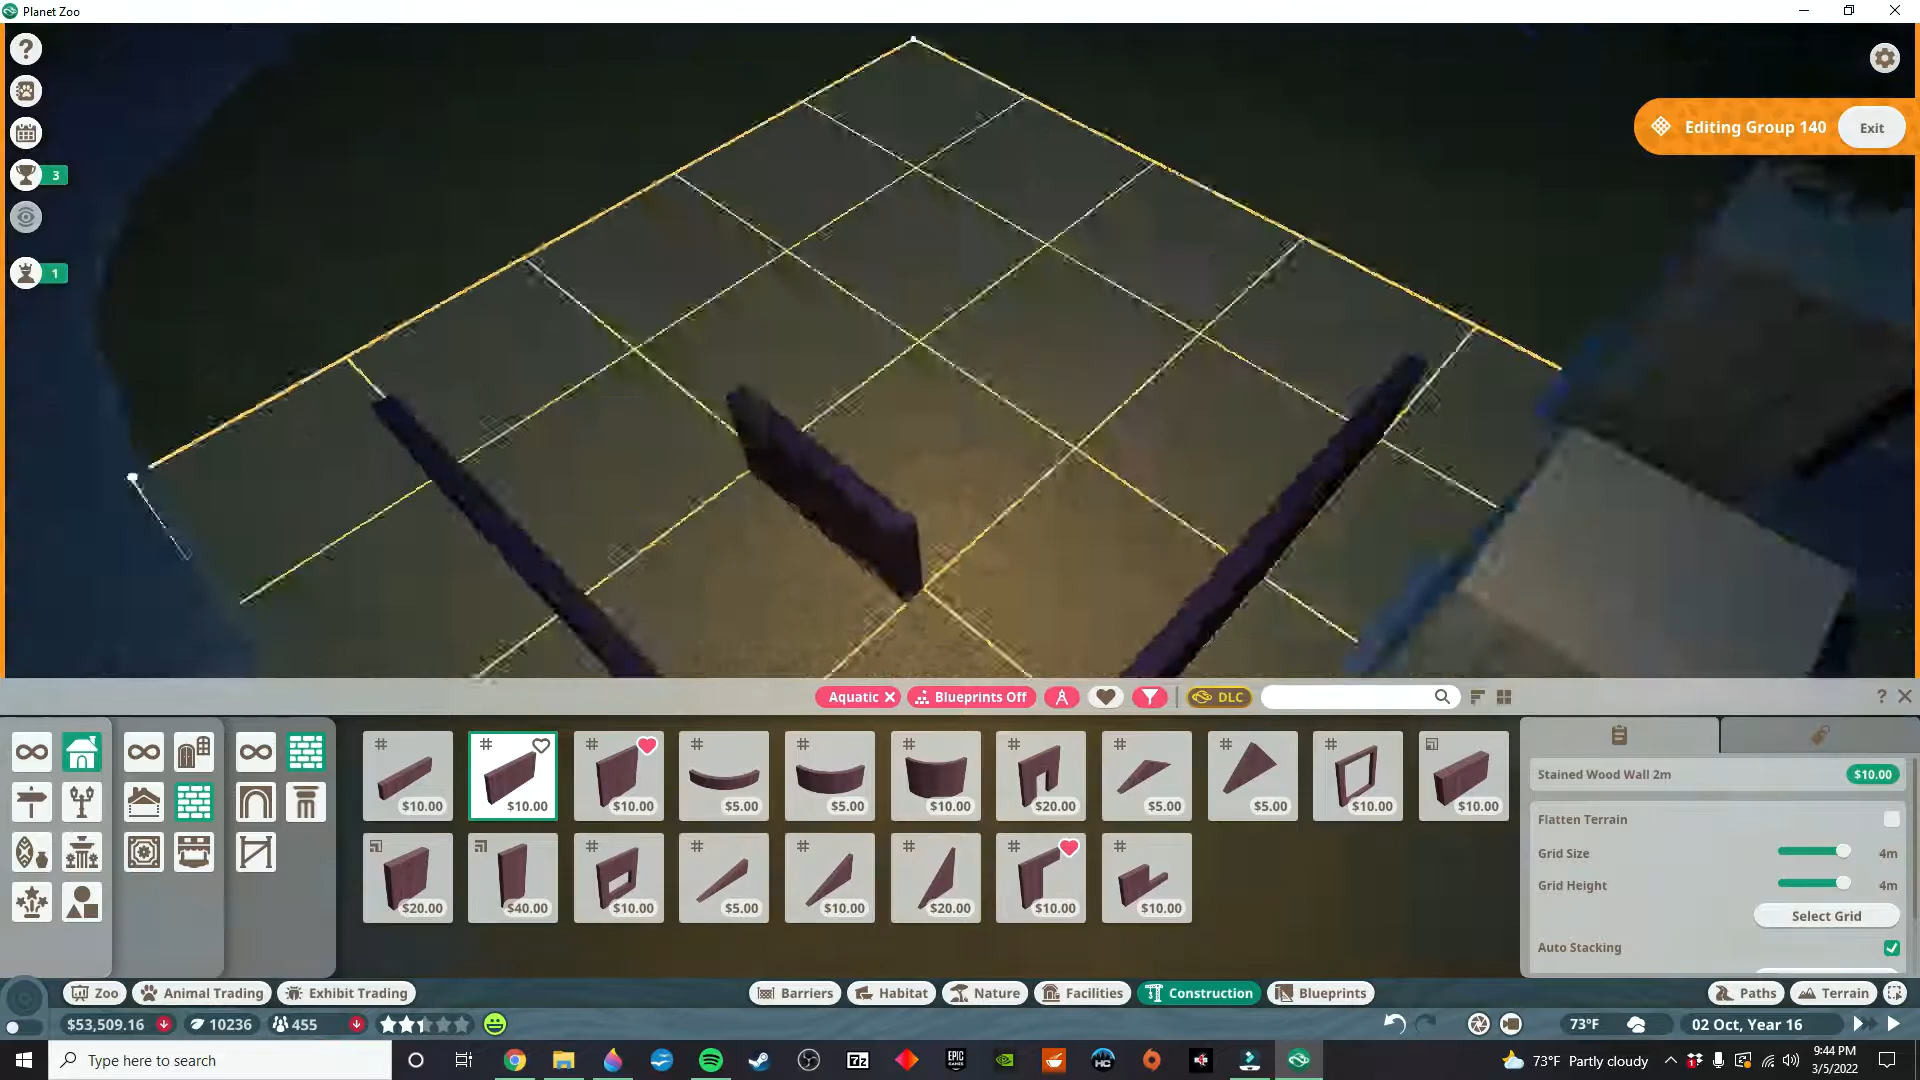 Planet Zoo
Editing Group 140
Exit
3
1
Aquatic
Blueprints Off
DLC
$10.00
$10.00
$10.00
$5.00
$5.00
$10.00
$20.00
$5.00
$5.00
$10.00
$10.00
$20.00
$40.00
$10.00
$5.00
$10.00
$20.00
$10.00
$10.00
Stained Wood Wall 2m
$10.00
Flatten Terrain
Grid Size
4m
Grid Height
4m
Select Grid
Auto Stacking
Zoo
Animal Trading
Exhibit Trading
Barriers
Habitat
Nature
Facilities
Construction
Blueprints
Paths
Terrain
$53,509.16
10236
455
73°F
02 Oct, Year 16
Type here to search
7z
EPIC GAMES
HC
73°F Partly cloudy
9:44 PM
3/5/2022